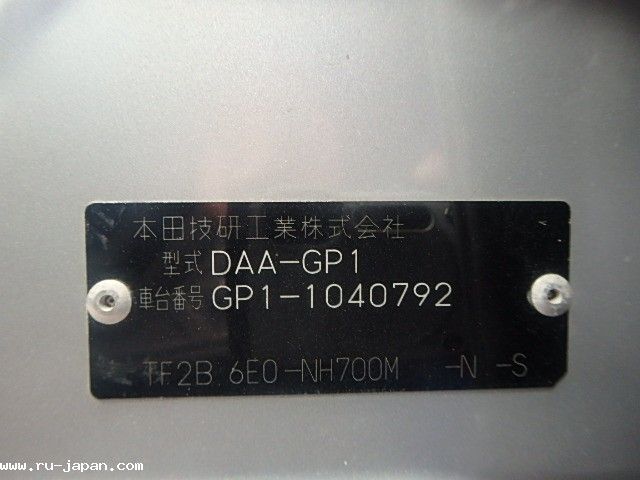 本田技研工業株式会社
型式 DAA-GP1
車台番号 GP1-1040792
TF2B 6E0-NH700M -N -S
www.ru-japan.com